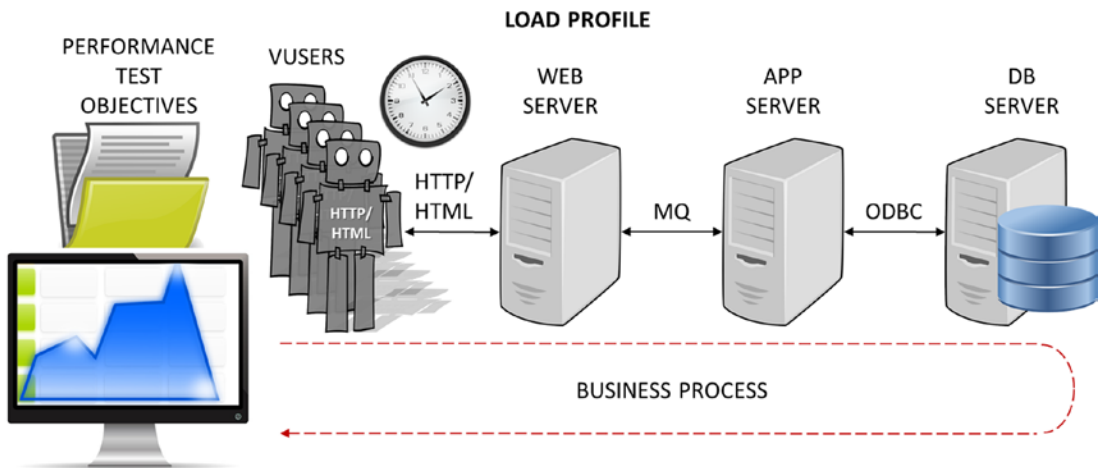 LOAD PROFILE
PERFORMANCE
TEST
OBJECTIVES
VUSERS
WEB
SERVER
APP
SERVER
DB
SERVER
HTTP/
HTML
HTTP/
HTML
MQ
ODBC
BUSINESS PROCESS